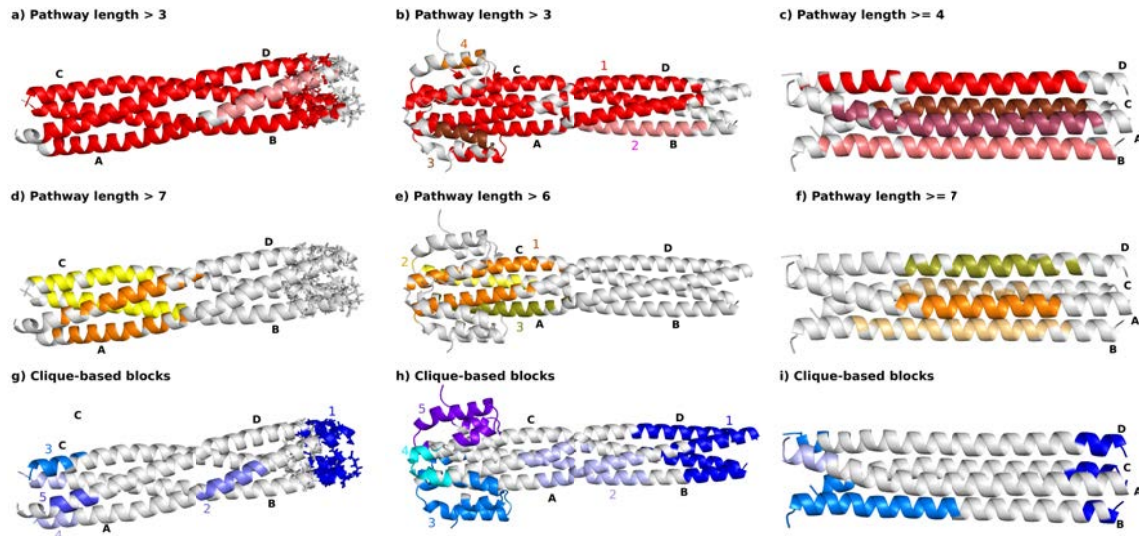 a) Pathway length > 3
b) Pathway length > 3
c) Pathway length >= 4
C
D
A
B
4
C
1
D
3
A
2
B
D
C
A
B
d) Pathway length > 7
e) Pathway length > 6
f) Pathway length >= 7
C
D
A
B
2
C
1
D
3
A
B
D
C
A
B
g) Clique-based blocks
h) Clique-based blocks
i) Clique-based blocks
C
3
C
D
1
5
4
A
2
B
5
C
D
1
4
3
A
2
B
D
C
A
B